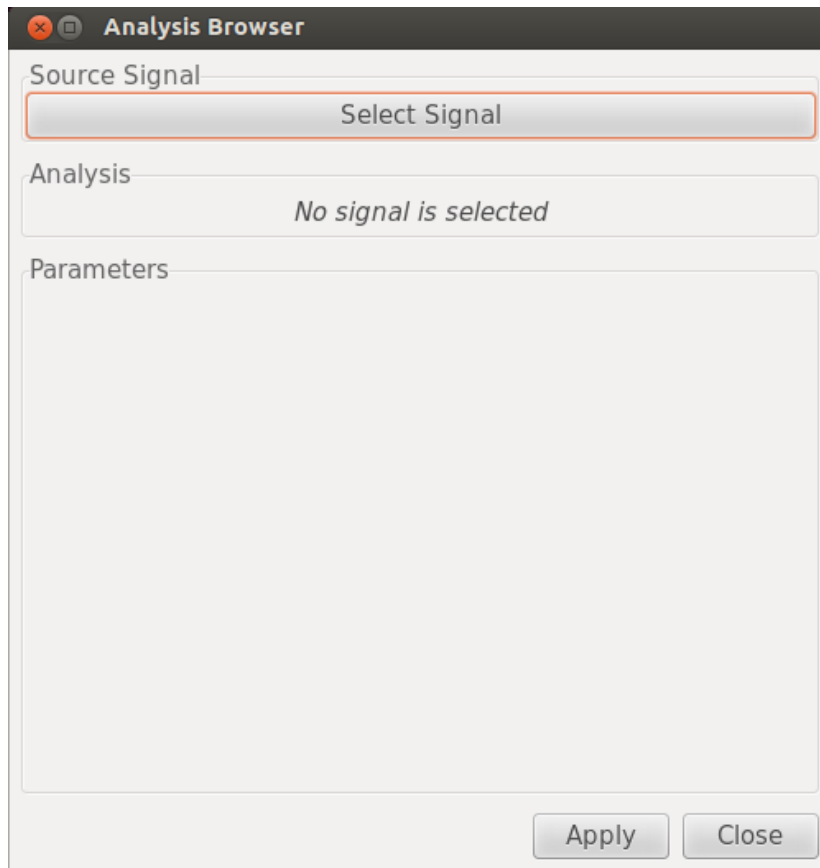 Analysis Browser
Source Signal
Select Signal
Analysis
No signal is selected
Parameters
Apply Close